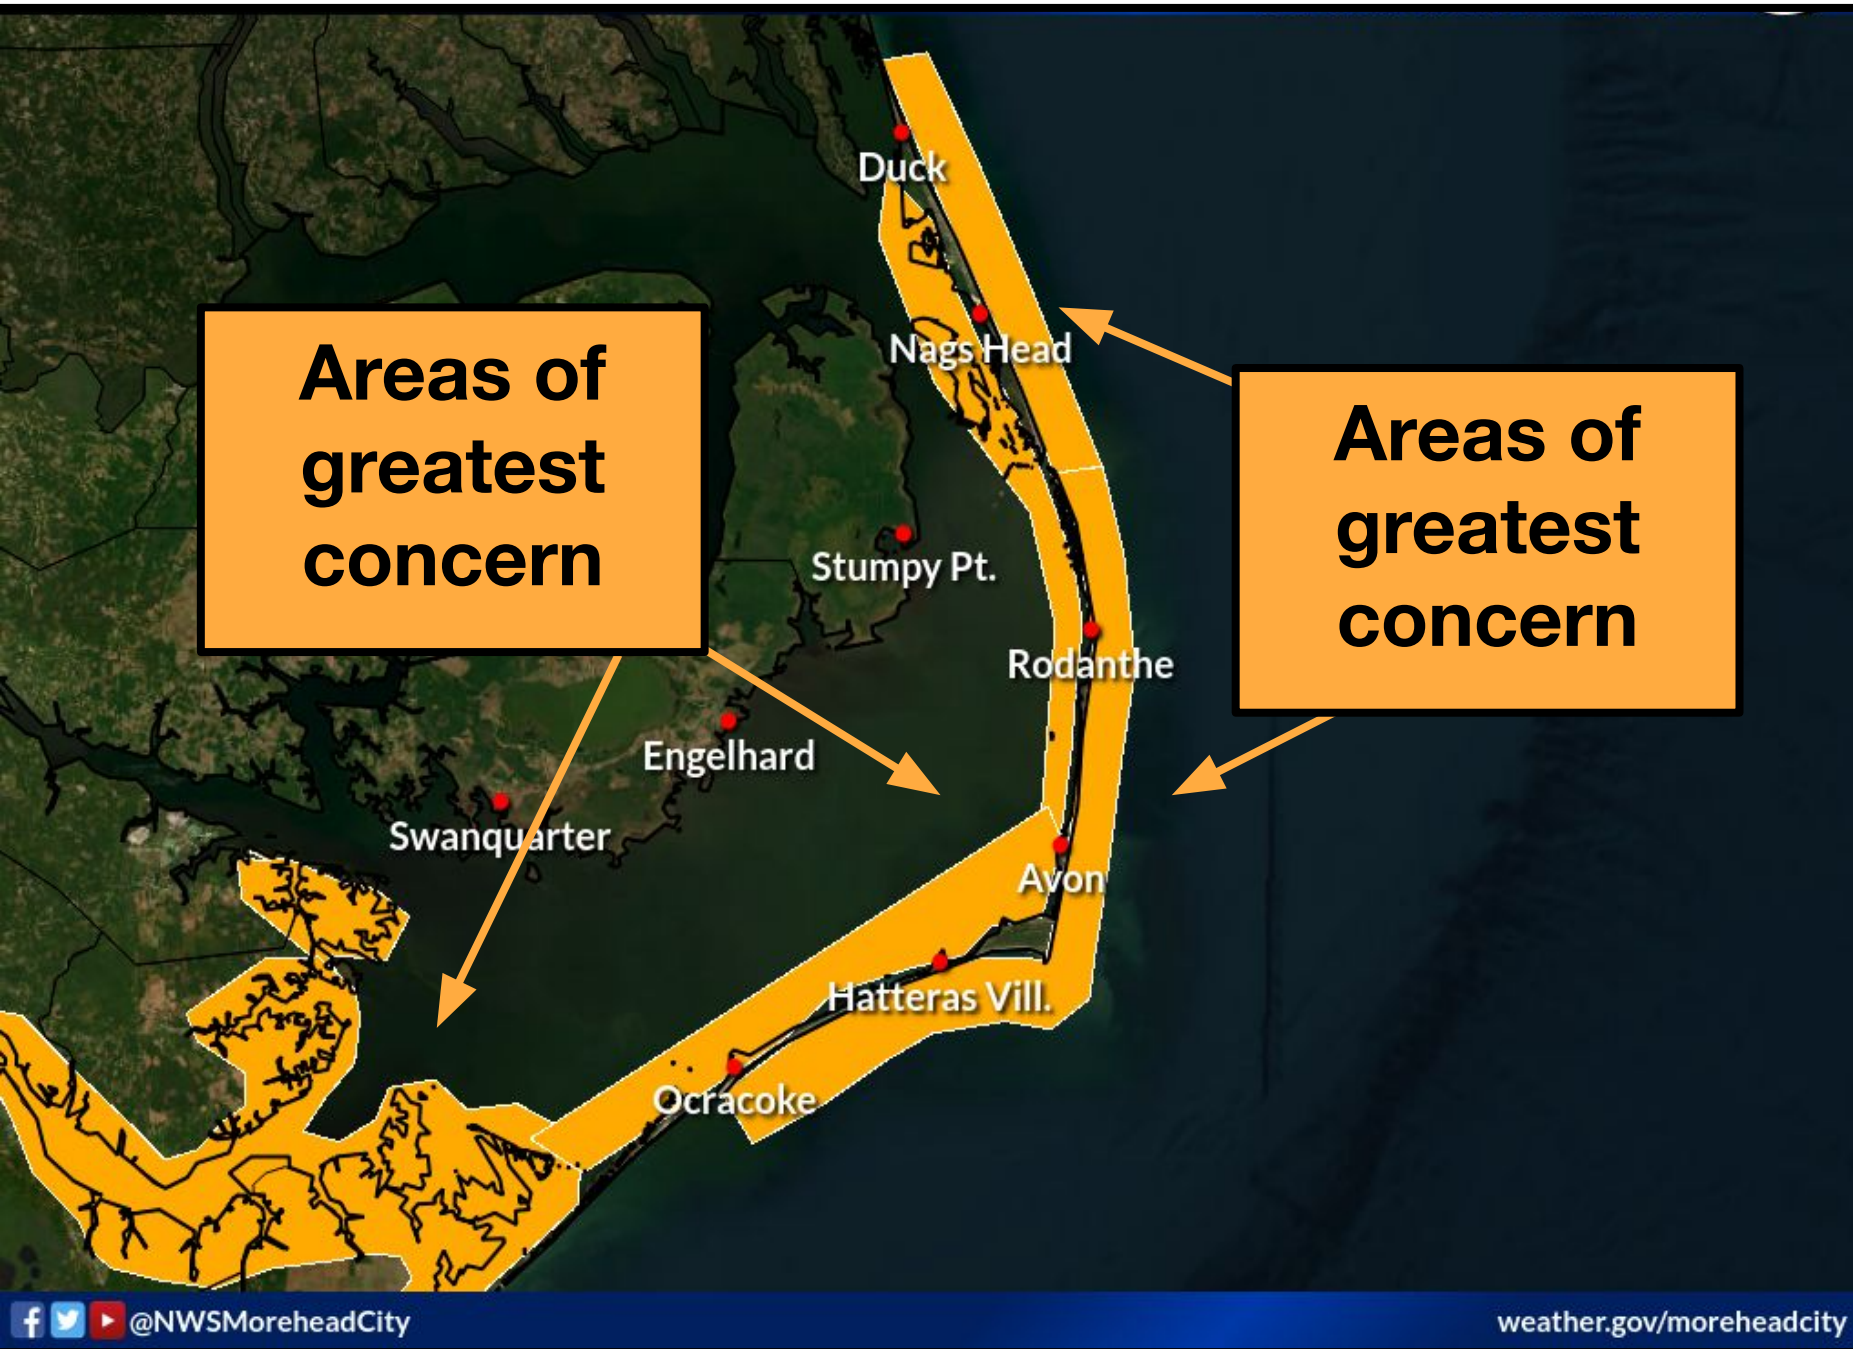 Duck
Nags Head
Areas of
greatest
concern
Areas of
greatest
concern
Stumpy Pt.
Rodanthe
Engelhard
Swanquarter
Avon
Hatteras Vill.
Ocracoke
@NWSMoreheadCity
weather.gov/moreheadcity